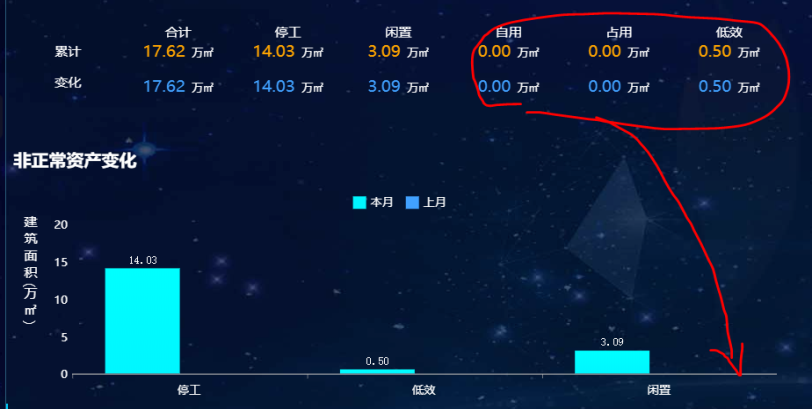 合计 停工 闲置 自用 占用 低效
累计 17.62 万㎡ 14.03 万㎡ 3.09 万㎡ 0.00 万㎡ 0.00 万㎡ 0.50 万㎡
变化 17.62 万㎡ 14.03 万㎡ 3.09 万㎡ 0.00 万㎡ 0.00 万㎡ 0.50 万㎡
非正常资产变化
本月 上月
建筑面积(万㎡)
20
15
10
5
0
14.03
0.50
3.09
停工 低效 闲置